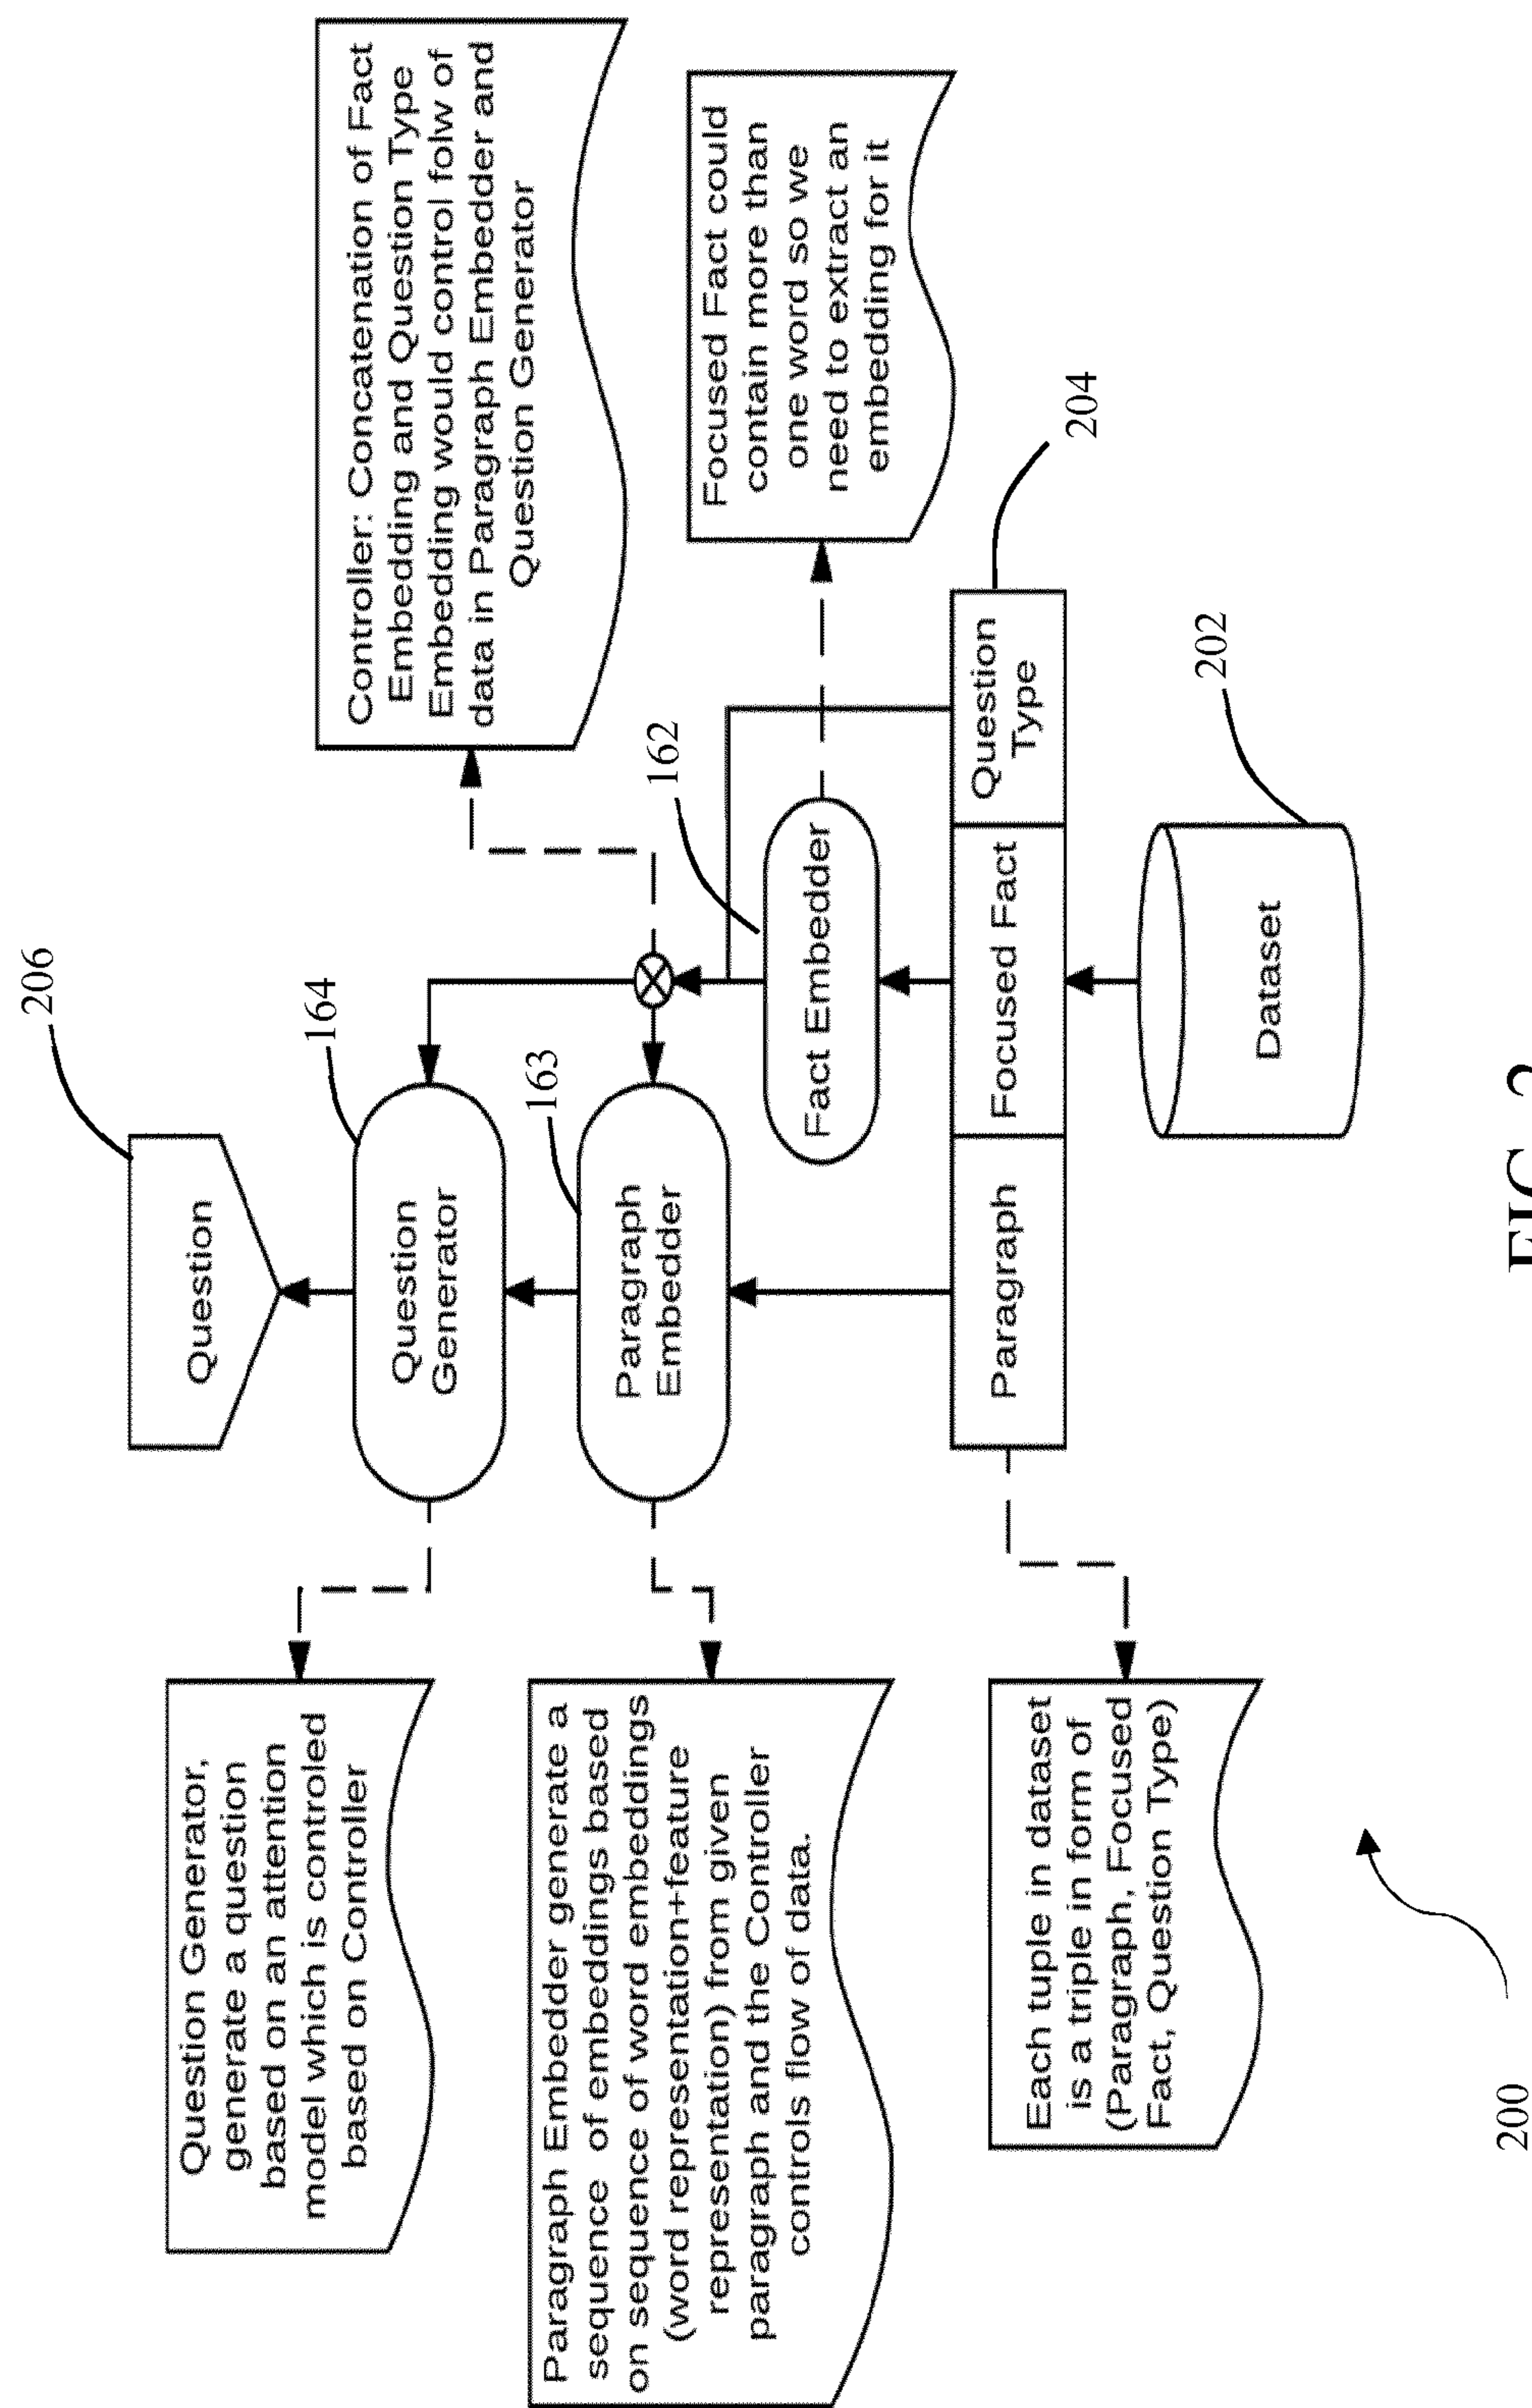 206
Question
164
Question
Generator
163
Paragraph
Embedder
162
Fact Embedder
Paragraph
Focused Fact
Question
Type
204
Dataset
202
Question Generator,
generate a question
based on an attention
model which is controled
based on Controller
Paragraph Embedder generate a
sequence of embeddings based
on sequence of word embeddings
(word representation+feature
representation) from given
paragraph and the Controller
controls flow of data.
Each tuple in dataset
is a triple in form of
(Paragraph, Focused
Fact, Question Type)
Controller: Concatenation of Fact
Embedding and Question Type
Embedding would control folw of
data in Paragraph Embedder and
Question Generator
Focused Fact could
contain more than
one word so we
need to extract an
embedding for it
200
FIG. 2